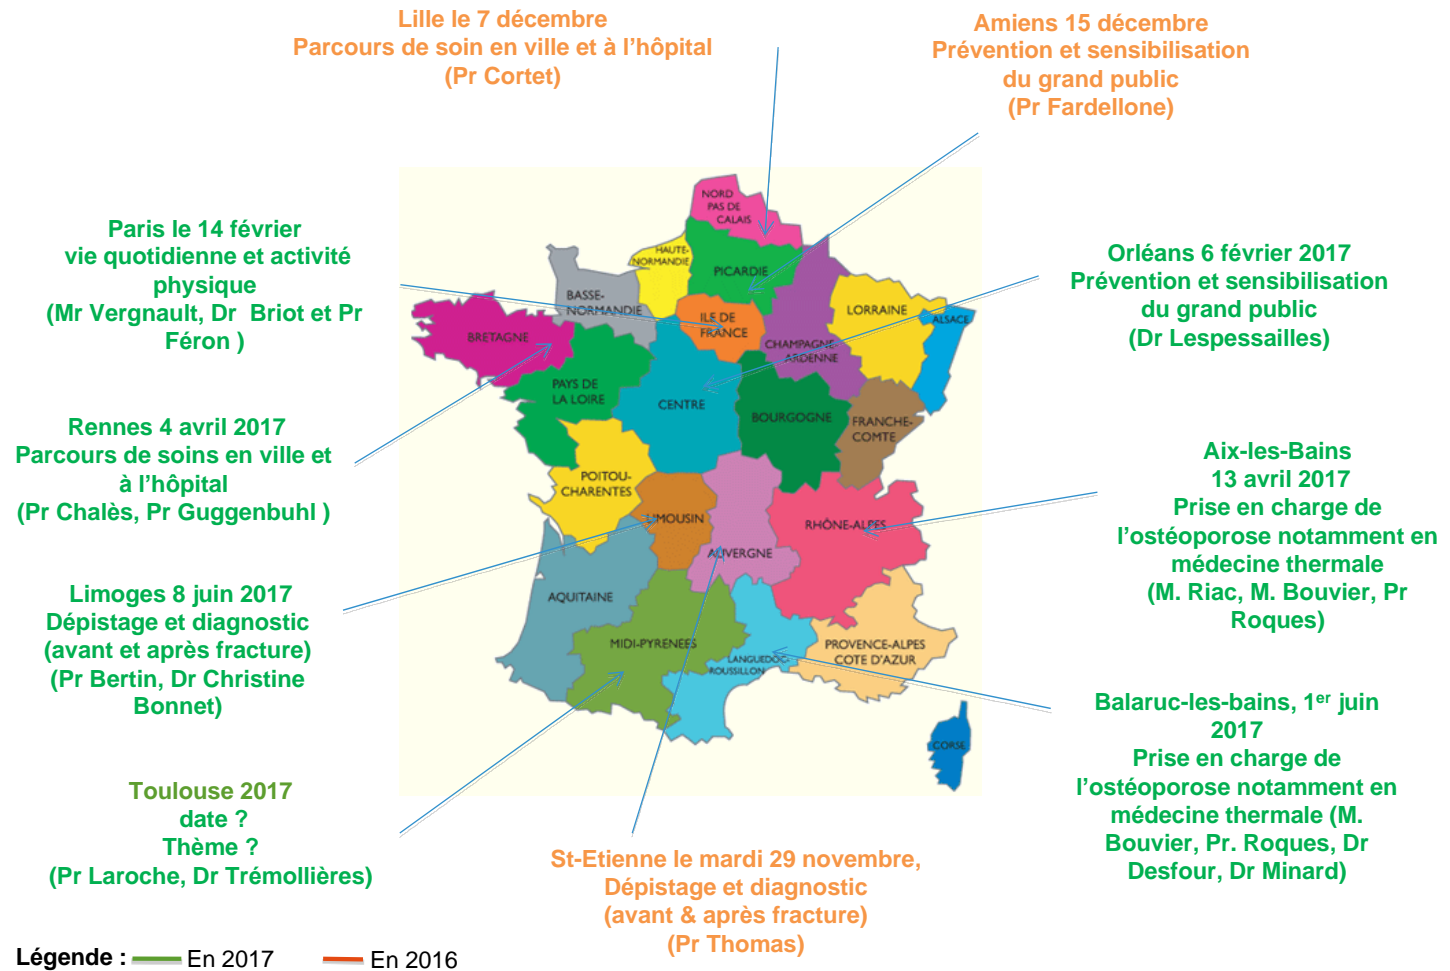 Lille le 7 décembre
Parcours de soin en ville et à l’hôpital
(Pr Cortet)
Amiens 15 décembre
Prévention et sensibilisation
du grand public
(Pr Fardellone)
Paris le 14 février
vie quotidienne et activité
physique
(Mr Vergnault, Dr Briot et Pr
Féron )
Orléans 6 février 2017
Prévention et sensibilisation
du grand public
(Dr Lespessailles)
Rennes 4 avril 2017
Parcours de soins en ville et
à l’hôpital
(Pr Chalès, Pr Guggenbuhl )
Aix-les-Bains
13 avril 2017
Prise en charge de
l’ostéoporose notamment en
médecine thermale
(M. Riac, M. Bouvier, Pr
Roques)
Limoges 8 juin 2017
Dépistage et diagnostic
(avant et après fracture)
(Pr Bertin, Dr Christine
Bonnet)
Balaruc-les-bains, 1er juin
2017
Prise en charge de
l’ostéoporose notamment en
médecine thermale (M.
Bouvier, Pr. Roques, Dr
Desfour, Dr Minard)
Toulouse 2017
date ?
Thème ?
(Pr Laroche, Dr Trémollières)
St-Etienne le mardi 29 novembre,
Dépistage et diagnostic
(avant & après fracture)
(Pr Thomas)
NORD
PAS DE
CALAIS
HAUTE-
NORMANDIE
PICARDIE
BASSE-
NORMANDIE
ILE DE
FRANCE
LORRAINE
ALSACE
CHAMPAGNE-
ARDENNE
BRETAGNE
PAYS DE
LA LOIRE
CENTRE
BOURGOGNE
FRANCHE-
COMTE
POITOU-
CHARENTES
LIMOUSIN
AUVERGNE
RHÔNE-ALPES
AQUITAINE
MIDI-PYRENEES
LANGUEDOC-
ROUSSILLON
PROVENCE-ALPES
COTE D’AZUR
CORSE
Légende : En 2017 En 2016